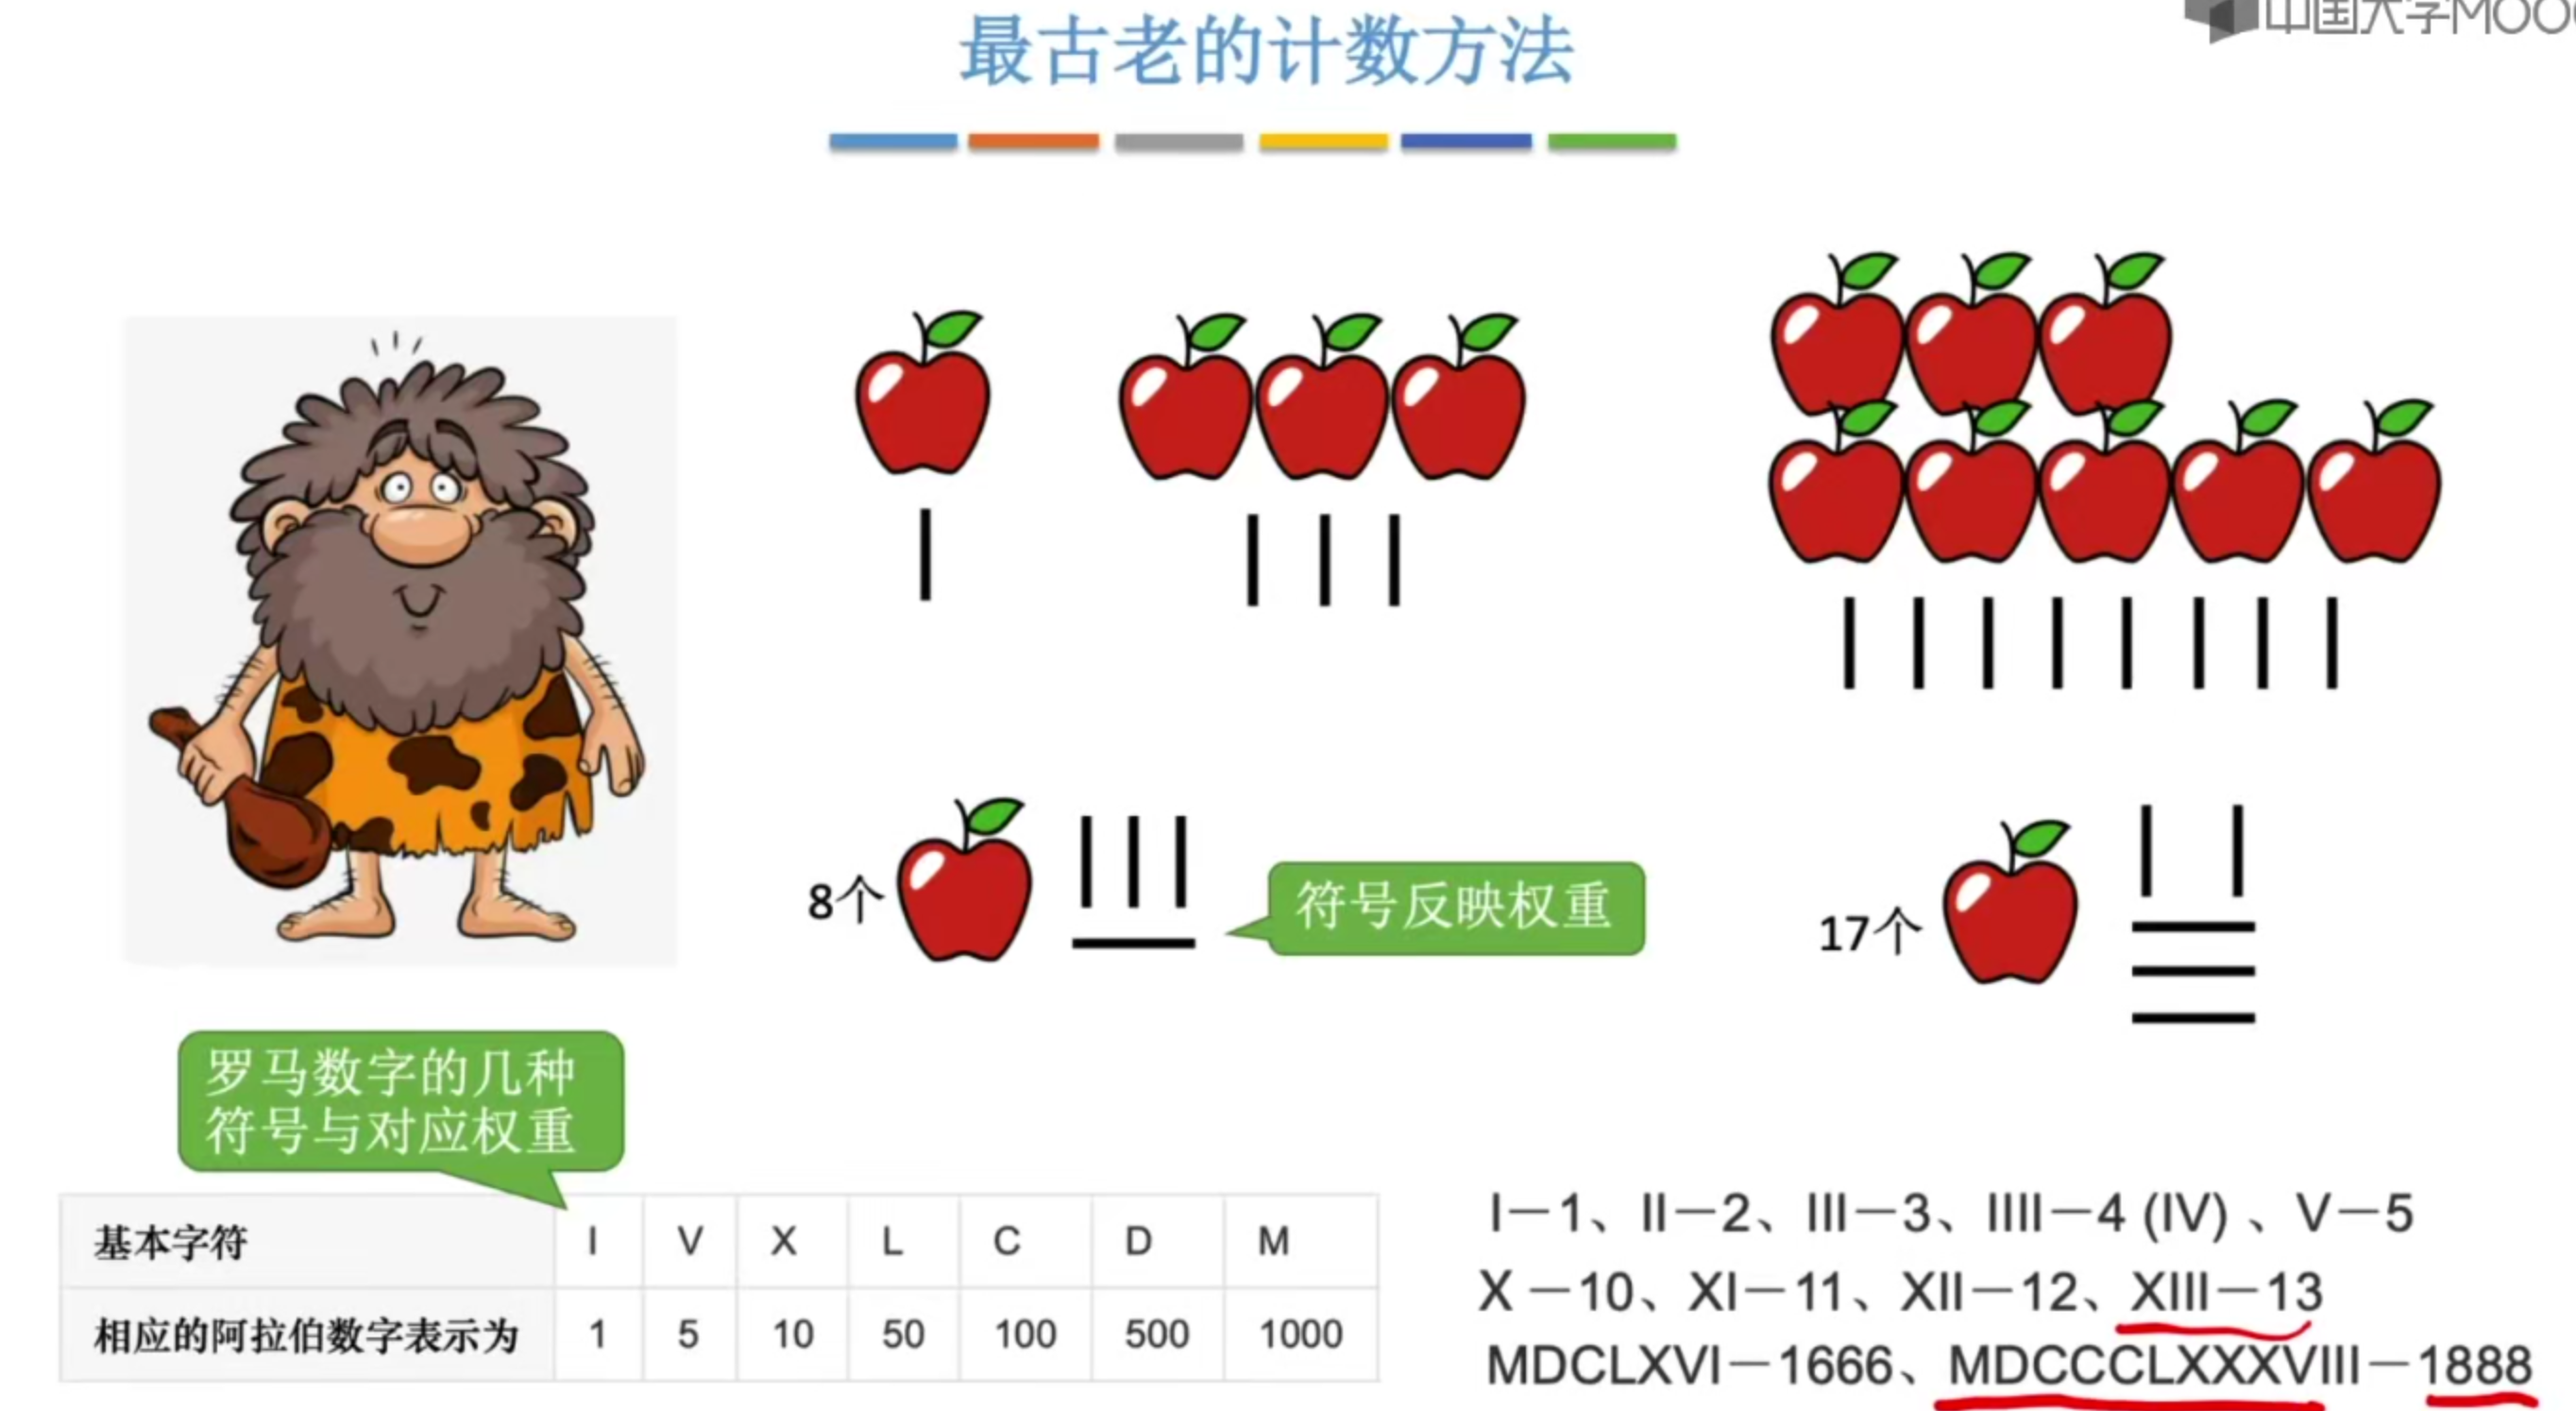 中国大学MOOC
最古老的计数方法
8个
符号反映权重
17个
罗马数字的几种
符号与对应权重
基本字符 I V X L C D M
相应的阿拉伯数字表示为 1 5 10 50 100 500 1000
I－1、II－2、III－3、IIII－4 (IV) 、V－5
X －10、XI－11、XII－12、XIII－13
MDCLXVI－1666、MDCCCLXXXVIII－1888